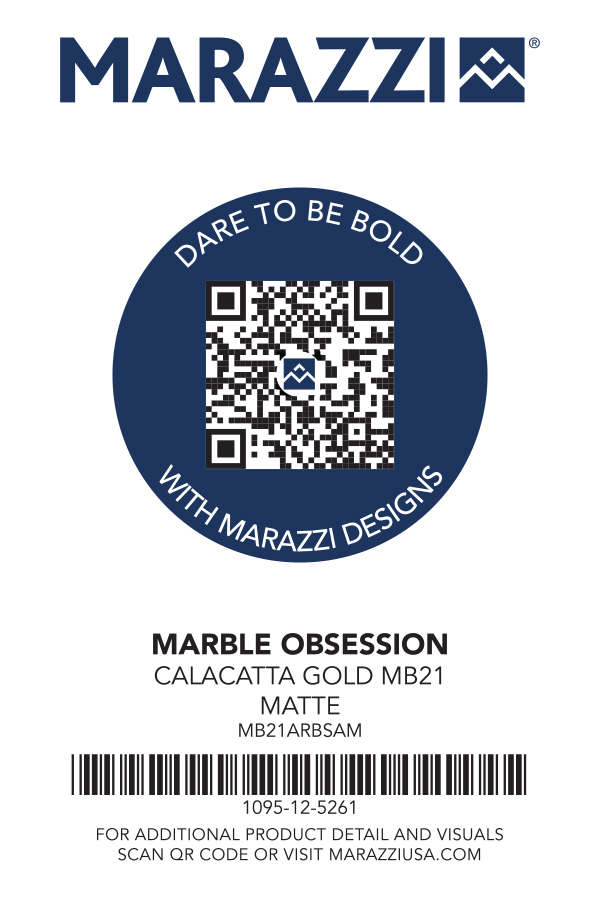 MARAZZI®
DARE TO BE BOLD
WITH MARAZZI DESIGNS
MARBLE OBSESSION
CALACATTA GOLD MB21
MATTE
MB21ARBSAM
1095-12-5261
FOR ADDITIONAL PRODUCT DETAIL AND VISUALS
SCAN QR CODE OR VISIT MARAZZIUSA.COM